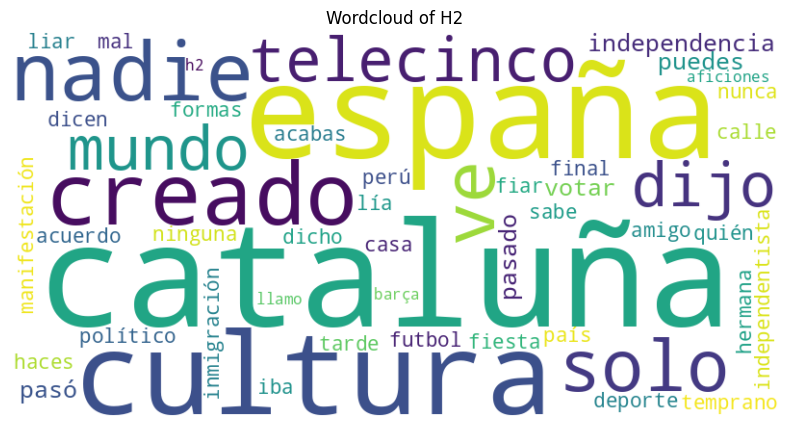 Wordcloud of H2
liar mal telecinco independencia
nadie h2 puedes
aficiones
formas españa nunca
dicen acabas calle
mundo
creado perú ve final dijo
fiar votar
lía sabe
manifestación acuerdo ninguna dicho casa pasado amigo quién
cataluña independentista
inmigración llamo barça hermana
político tarde futbol fiesta país
haces cultura solo
pasó iba deporte temprano